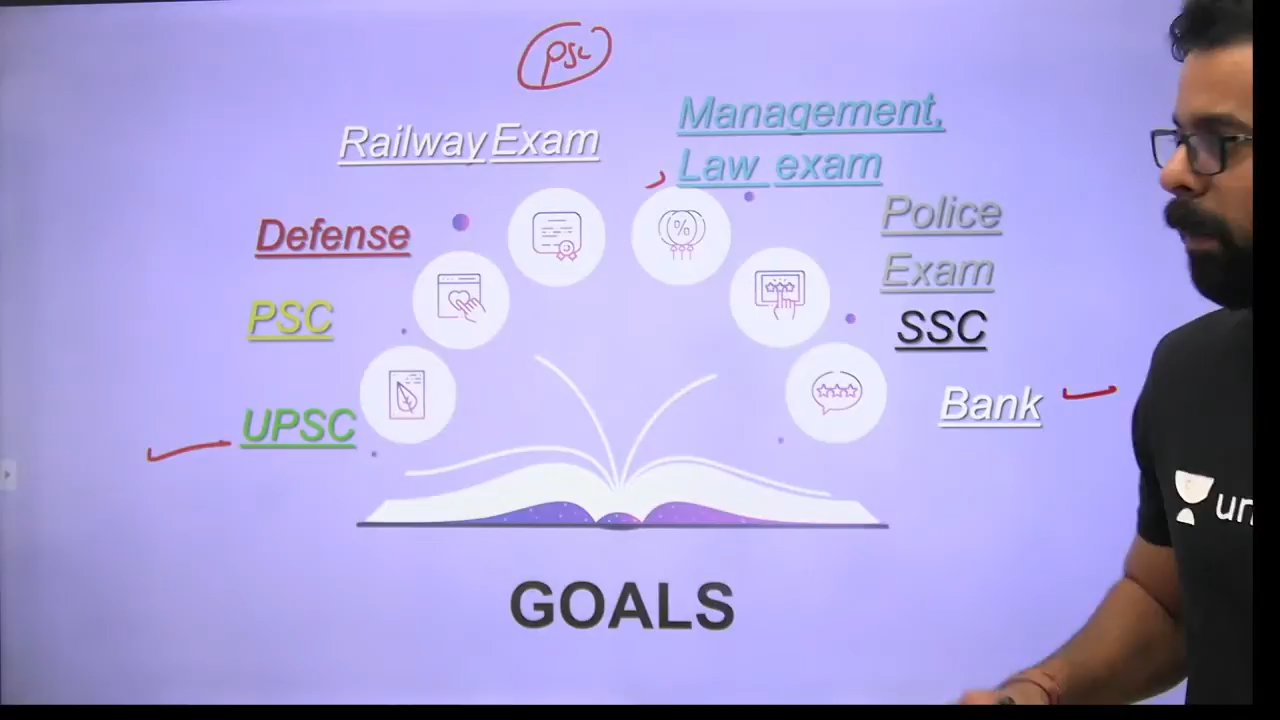 PSC
Railway Exam
Management,
Law exam
Defense
Police
Exam
PSC
SSC
UPSC
Bank
%
GOALS
un